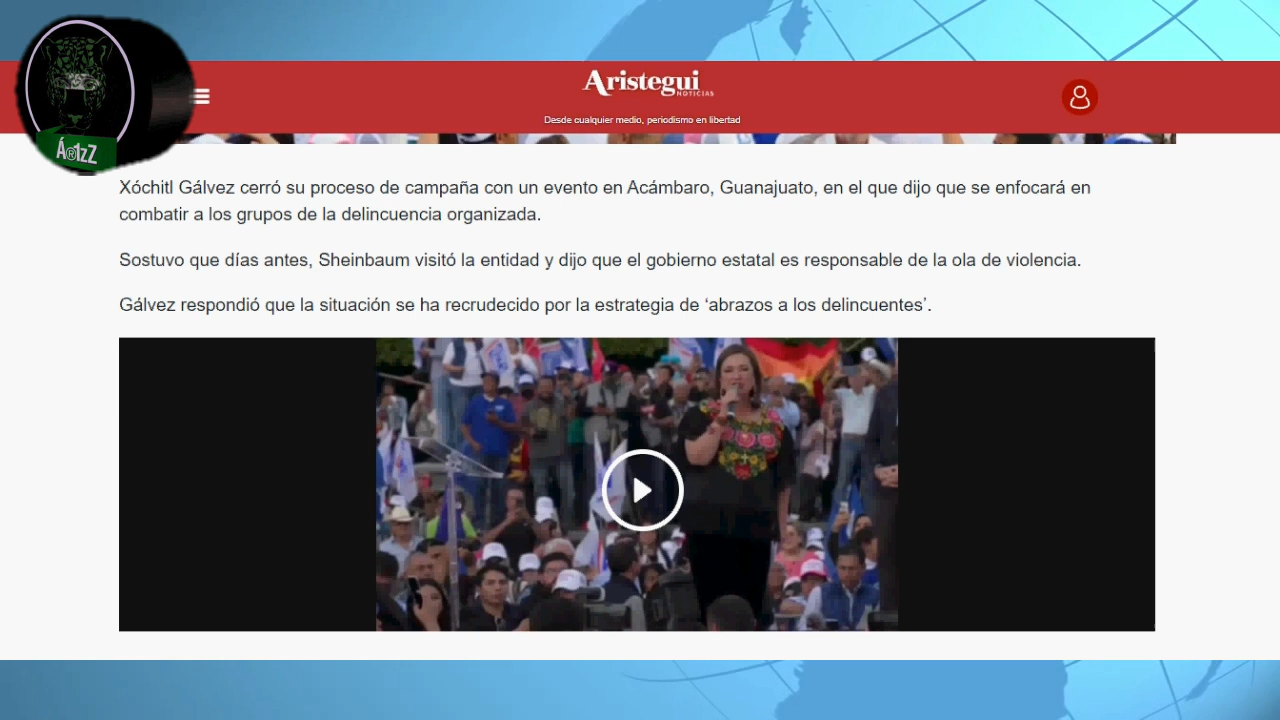 Aristegui
NOTICIAS
Desde cualquier medio, periodismo en libertad
Á®1zZ
Xóchitl Gálvez cerró su proceso de campaña con un evento en Acámbaro, Guanajuato, en el que dijo que se enfocará en
combatir a los grupos de la delincuencia organizada.
Sostuvo que días antes, Sheinbaum visitó la entidad y dijo que el gobierno estatal es responsable de la ola de violencia.
Gálvez respondió que la situación se ha recrudecido por la estrategia de ‘abrazos a los delincuentes’.